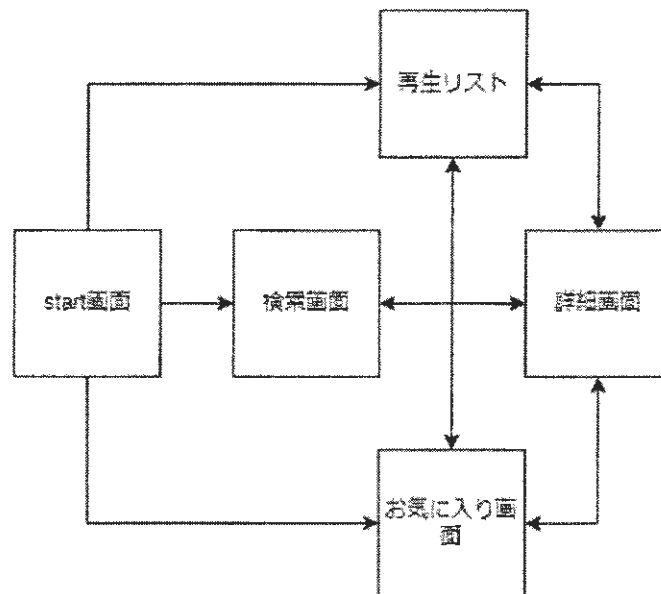 再生リスト
start画面
検索画面
詳細画面
お気に入り画
面